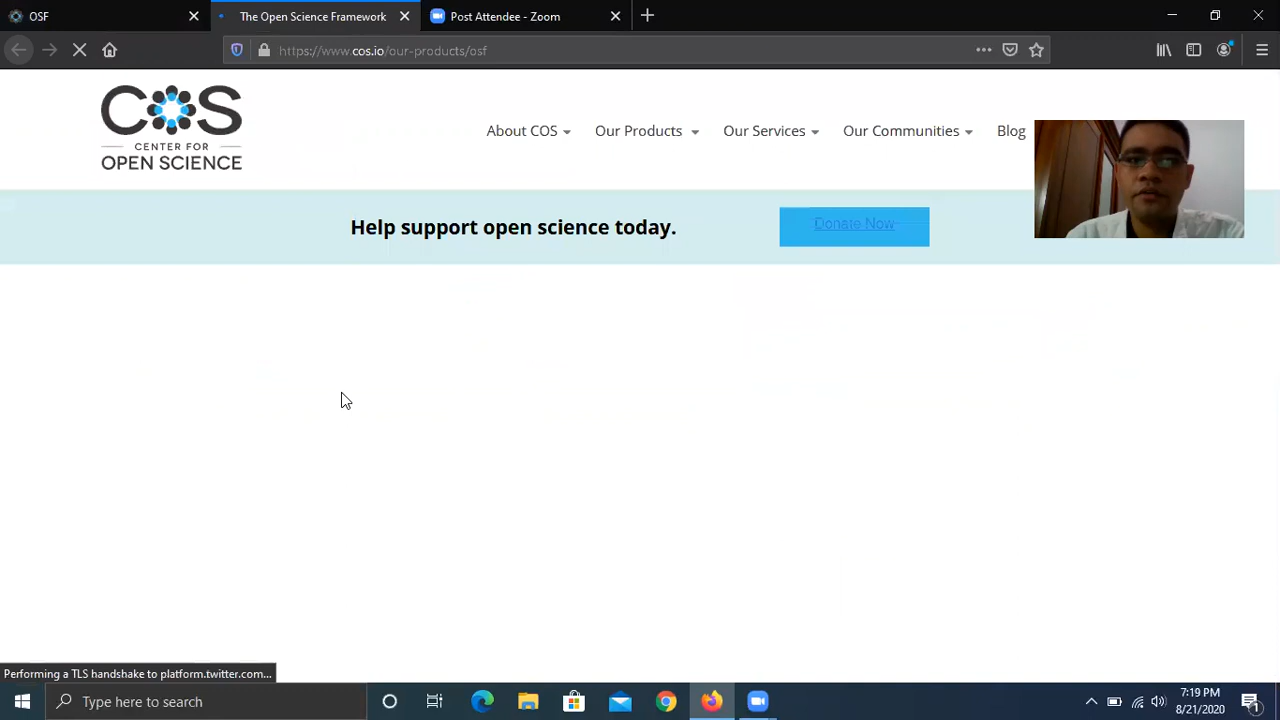 OSF
The Open Science Framework
Post Attendee - Zoom
https://www.cos.io/our-products/osf
COS
CENTER FOR
OPEN SCIENCE
About COS
Our Products
Our Services
Our Communities
Blog
Help support open science today.
Donate Now
Performing a TLS handshake to platform.twitter.com...
Type here to search
7:19 PM
8/21/2020
1